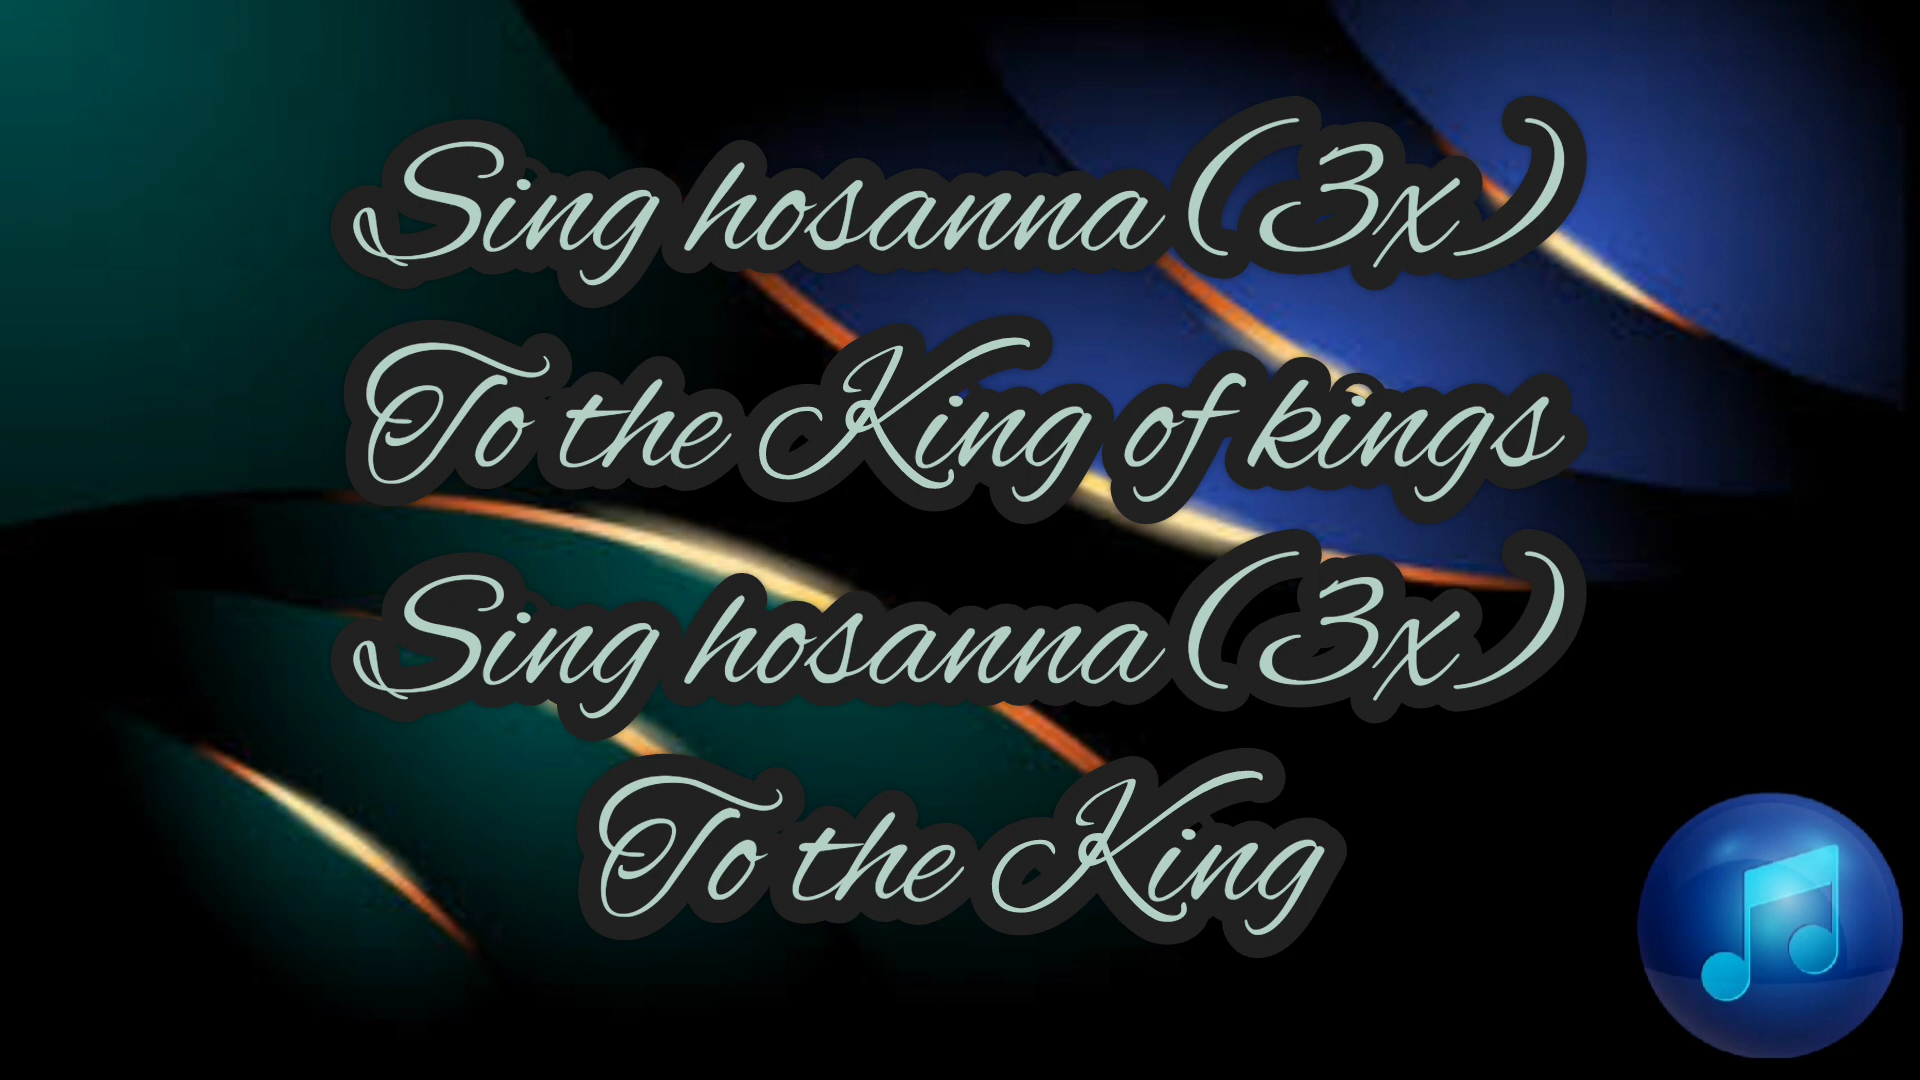 Sing hosanna (3x)
To the King of kings
Sing hosanna (3x)
To the King